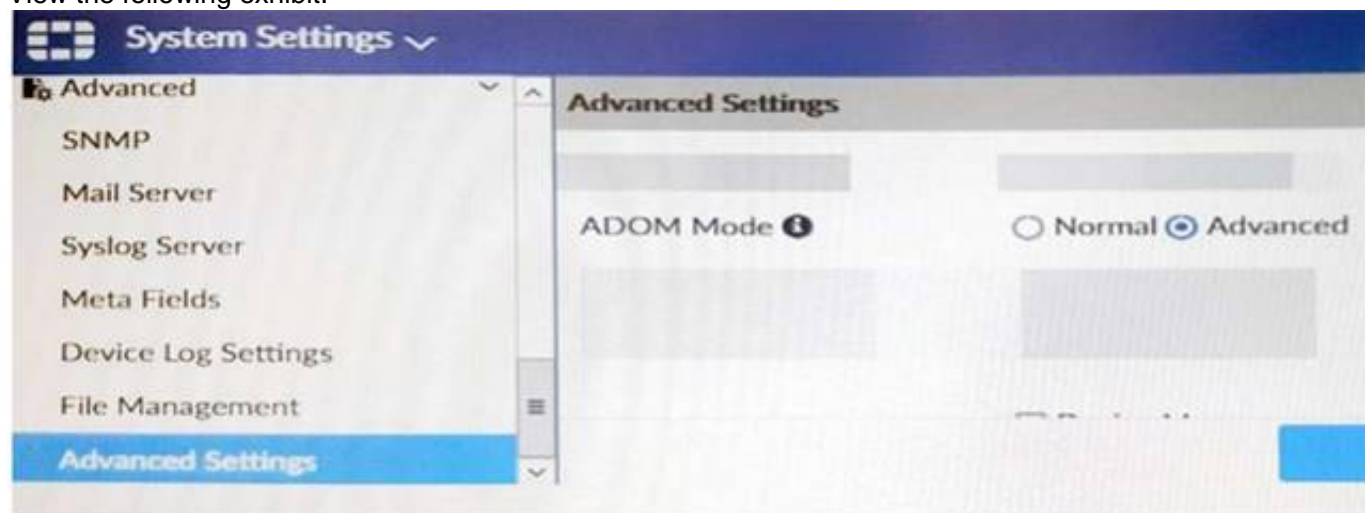 View the following exhibit:
System Settings
Advanced
Advanced Settings
SNMP
Mail Server
ADOM Mode
Normal Advanced
Syslog Server
Meta Fields
Device Log Settings
File Management
Advanced Settings